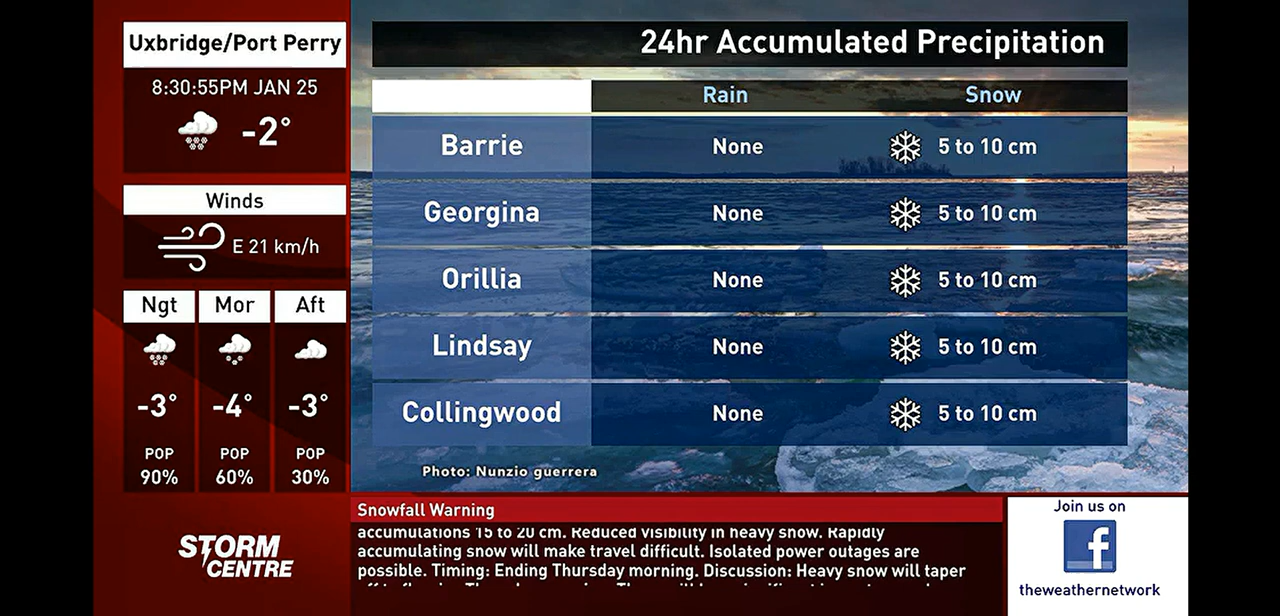 Uxbridge/Port Perry
8:30:55PM JAN 25
-2°
Winds
E 21 km/h
Ngt Mor Aft
-3° -4° -3°
POP POP POP
90% 60% 30%
STORM
CENTRE
24hr Accumulated Precipitation
Rain Snow
Barrie None 5 to 10 cm
Georgina None 5 to 10 cm
Orillia None 5 to 10 cm
Lindsay None 5 to 10 cm
Collingwood None 5 to 10 cm
Photo: Nunzio guerrera
Snowfall Warning
accumulations 15 to 20 cm. Reduced visibility in heavy snow. Rapidly
accumulating snow will make travel difficult. Isolated power outages are
possible. Timing: Ending Thursday morning. Discussion: Heavy snow will taper
Join us on
f
theweathernetwork